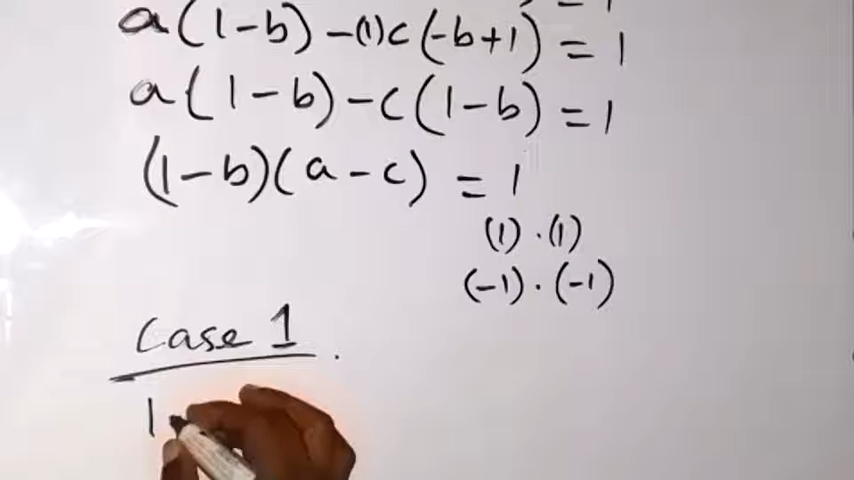 a(1-b)-(1)c(-b+1) = 1
a(1-b)-c(1-b) = 1
(1-b)(a-c) = 1
(1)·(1)
(-1)·(-1)
Case 1.
1